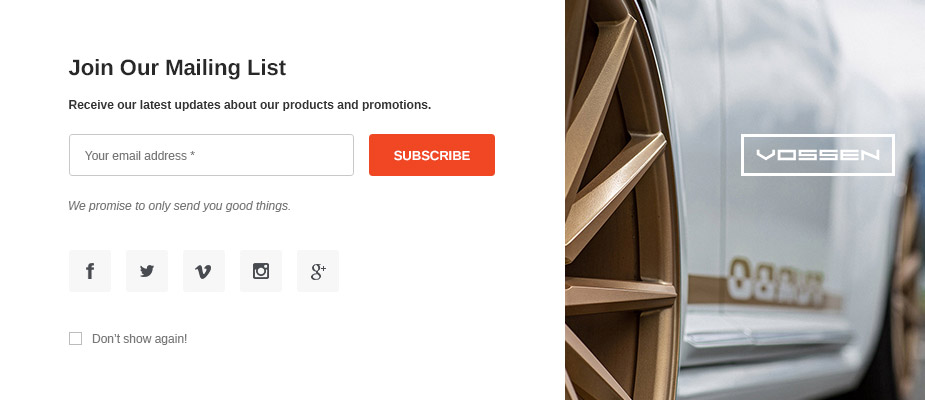 Join Our Mailing List
Receive our latest updates about our products and promotions.
Your email address *
SUBSCRIBE
We promise to only send you good things.
Don't show again!
VOSSEN